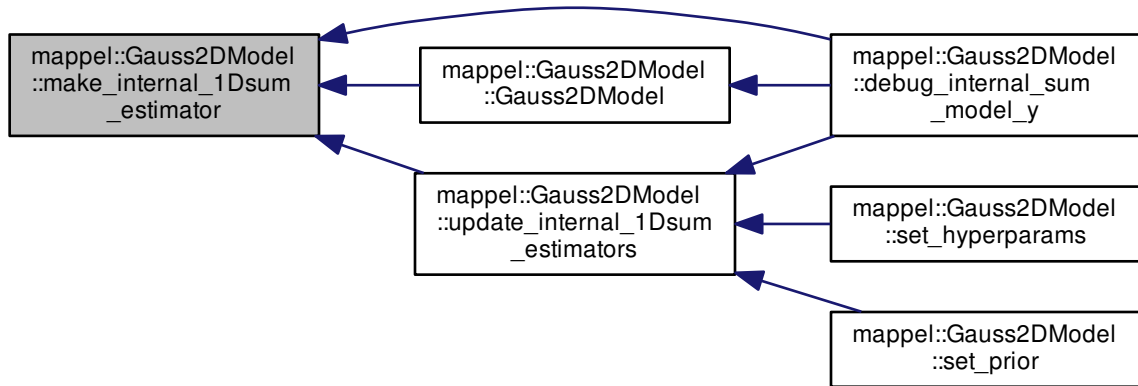 mappel::Gauss2DModel
::make_internal_1Dsum
_estimator
mappel::Gauss2DModel
::Gauss2DModel
mappel::Gauss2DModel
::debug_internal_sum
_model_y
mappel::Gauss2DModel
::update_internal_1Dsum
_estimators
mappel::Gauss2DModel
::set_hyperparams
mappel::Gauss2DModel
::set_prior